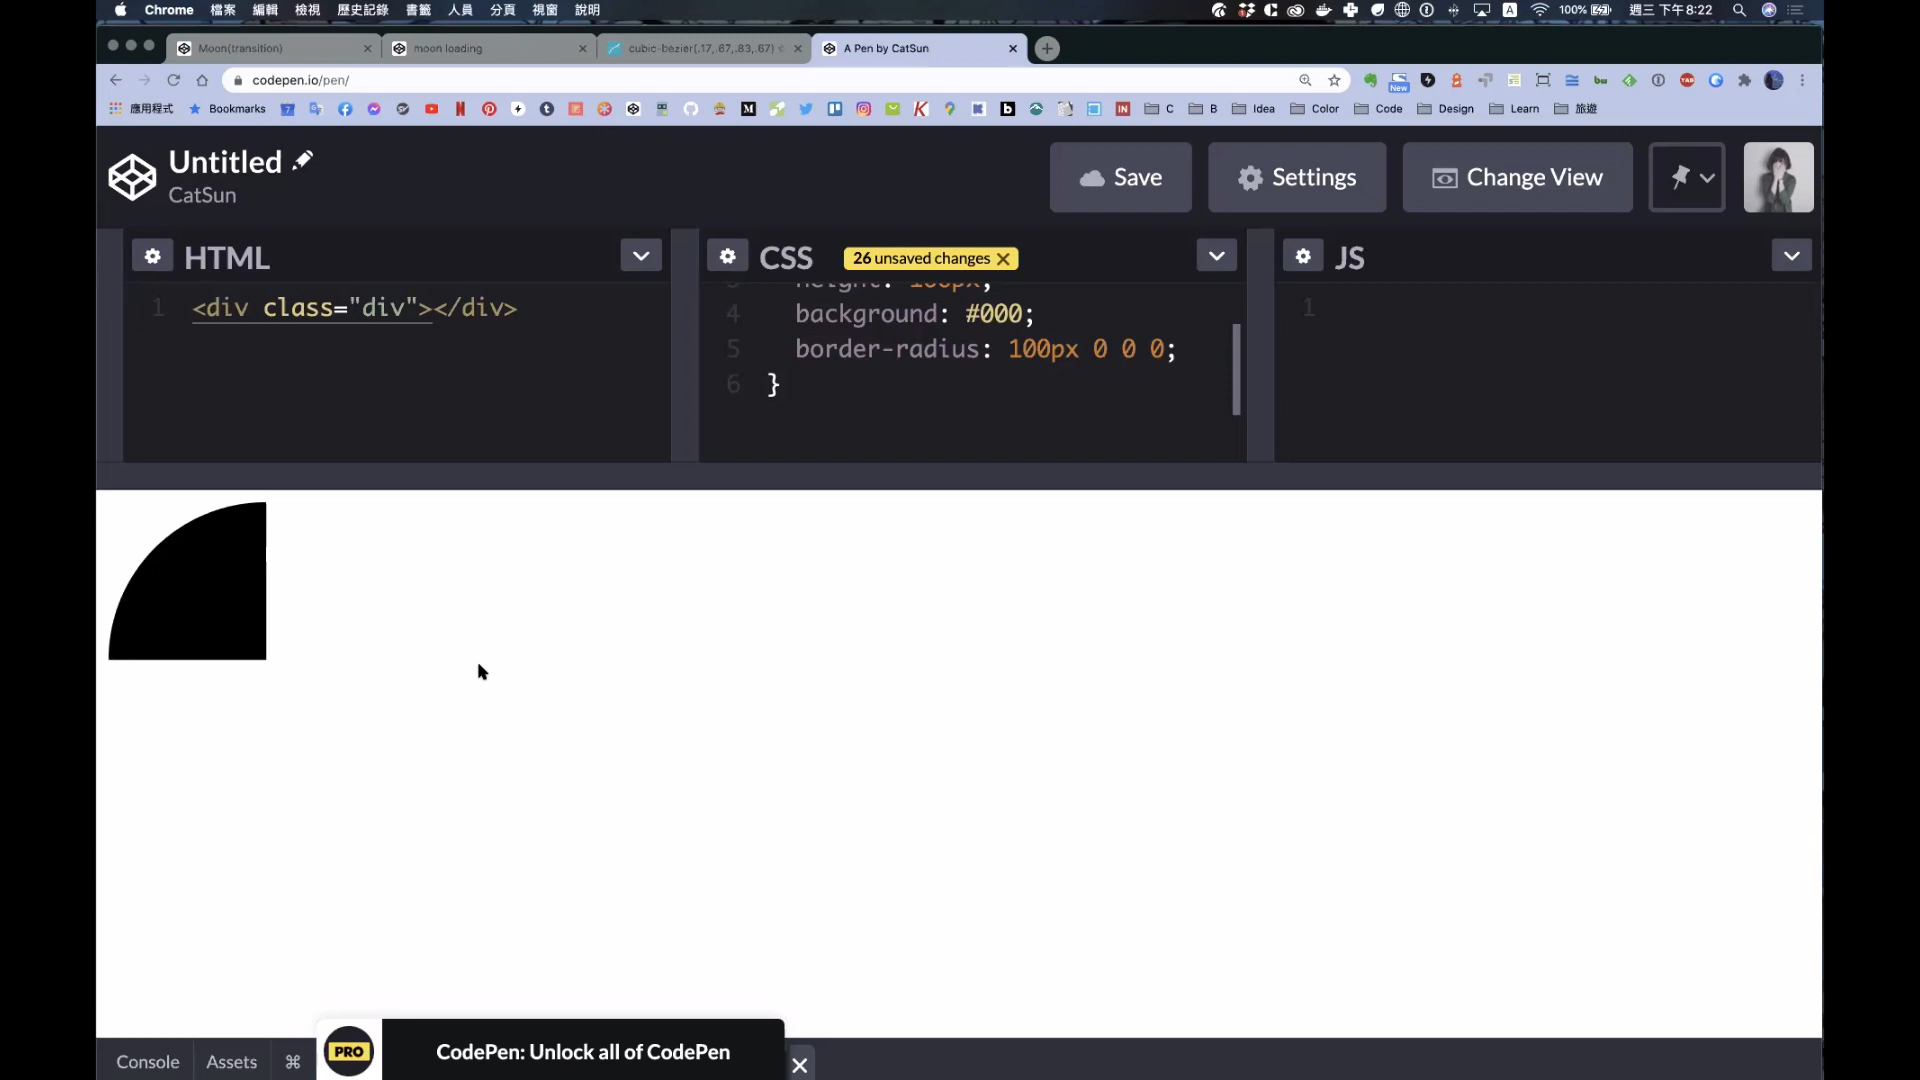 Chrome 檔案 編輯 檢視 歷史記錄 書籤 人員 分頁 視窗 說明 A 100% 週三 下午8:22
Moon(transition) moon loading cubic-bezier(.17,.67,.83,.67) A Pen by CatSun
codepen.io/pen/ New
應用程式 Bookmarks C B Idea Color Code Design Learn 旅遊
Untitled
CatSun
Save Settings Change View
HTML CSS 26 unsaved changes JS
1 <div class="div"></div>
height: 100px;
4 background: #000;
5 border-radius: 100px 0 0 0;
6 }
1
Console Assets ⌘ PRO CodePen: Unlock all of CodePen